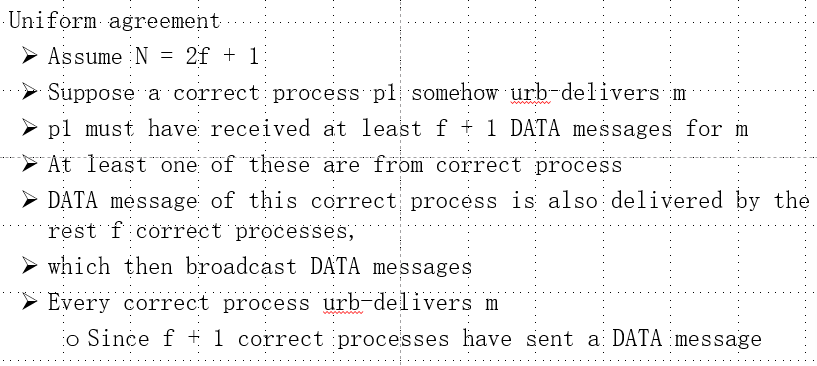 Uniform agreement
➢ Assume N = 2f + 1
➢ Suppose a correct process p1 somehow urb-delivers m
➢ p1 must have received at least f + 1 DATA messages for m
➢ At least one of these are from correct process
➢ DATA message of this correct process is also delivered by the
rest f correct processes,
➢ which then broadcast DATA messages
➢ Every correct process urb-delivers m
o Since f + 1 correct processes have sent a DATA message